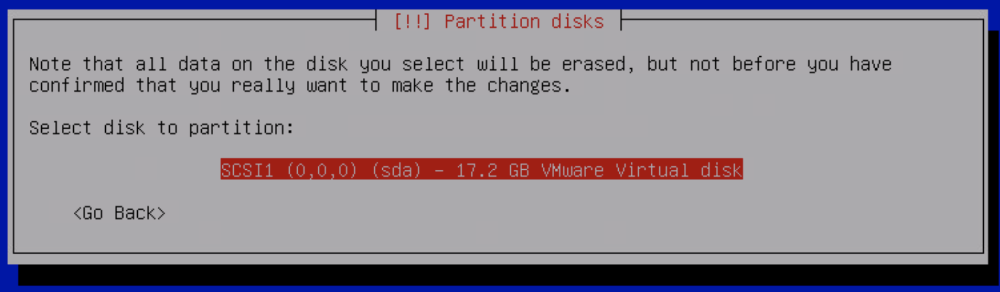 [!!] Partition disks
Note that all data on the disk you select will be erased, but not before you have
confirmed that you really want to make the changes.
Select disk to partition:
SCSI1 (0,0,0) (sda) - 17.2 GB VMware Virtual disk
<Go Back>